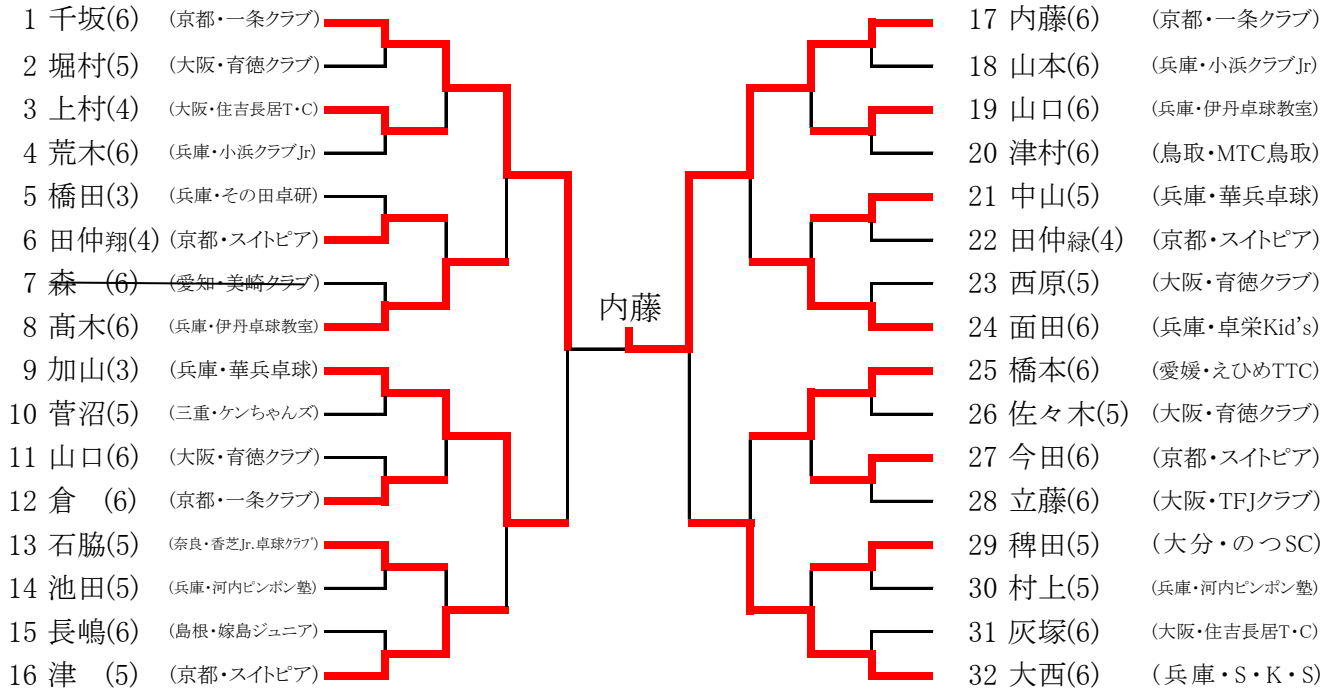 1 千坂(6) (京都・一条クラブ)
2 堀村(5) (大阪・育徳クラブ)
3 上村(4) (大阪・住吉長居T・C)
4 荒木(6) (兵庫・小浜クラブJr)
5 橋田(3) (兵庫・その田卓研)
6 田仲翔(4) (京都・スイトピア)
7 森 (6) (愛知・美崎クラブ)
8 髙木(6) (兵庫・伊丹卓球教室)
9 加山(3) (兵庫・華兵卓球)
10 菅沼(5) (三重・ケンちゃんズ)
11 山口(6) (大阪・育徳クラブ)
12 倉 (6) (京都・一条クラブ)
13 石脇(5) (奈良・香芝Jr.卓球クラブ)
14 池田(5) (兵庫・河内ピンポン塾)
15 長嶋(6) (島根・嫁島ジュニア)
16 津 (5) (京都・スイトピア)
内藤
17 内藤(6) (京都・一条クラブ)
18 山本(6) (兵庫・小浜クラブJr)
19 山口(6) (兵庫・伊丹卓球教室)
20 津村(6) (鳥取・MTC鳥取)
21 中山(5) (兵庫・華兵卓球)
22 田仲緑(4) (京都・スイトピア)
23 西原(5) (大阪・育徳クラブ)
24 面田(6) (兵庫・卓栄Kid's)
25 橋本(6) (愛媛・えひめTTC)
26 佐々木(5) (大阪・育徳クラブ)
27 今田(6) (京都・スイトピア)
28 立藤(6) (大阪・TFJクラブ)
29 稗田(5) (大分・のつSC)
30 村上(5) (兵庫・河内ピンポン塾)
31 灰塚(6) (大阪・住吉長居T・C)
32 大西(6) (兵庫・S・K・S)